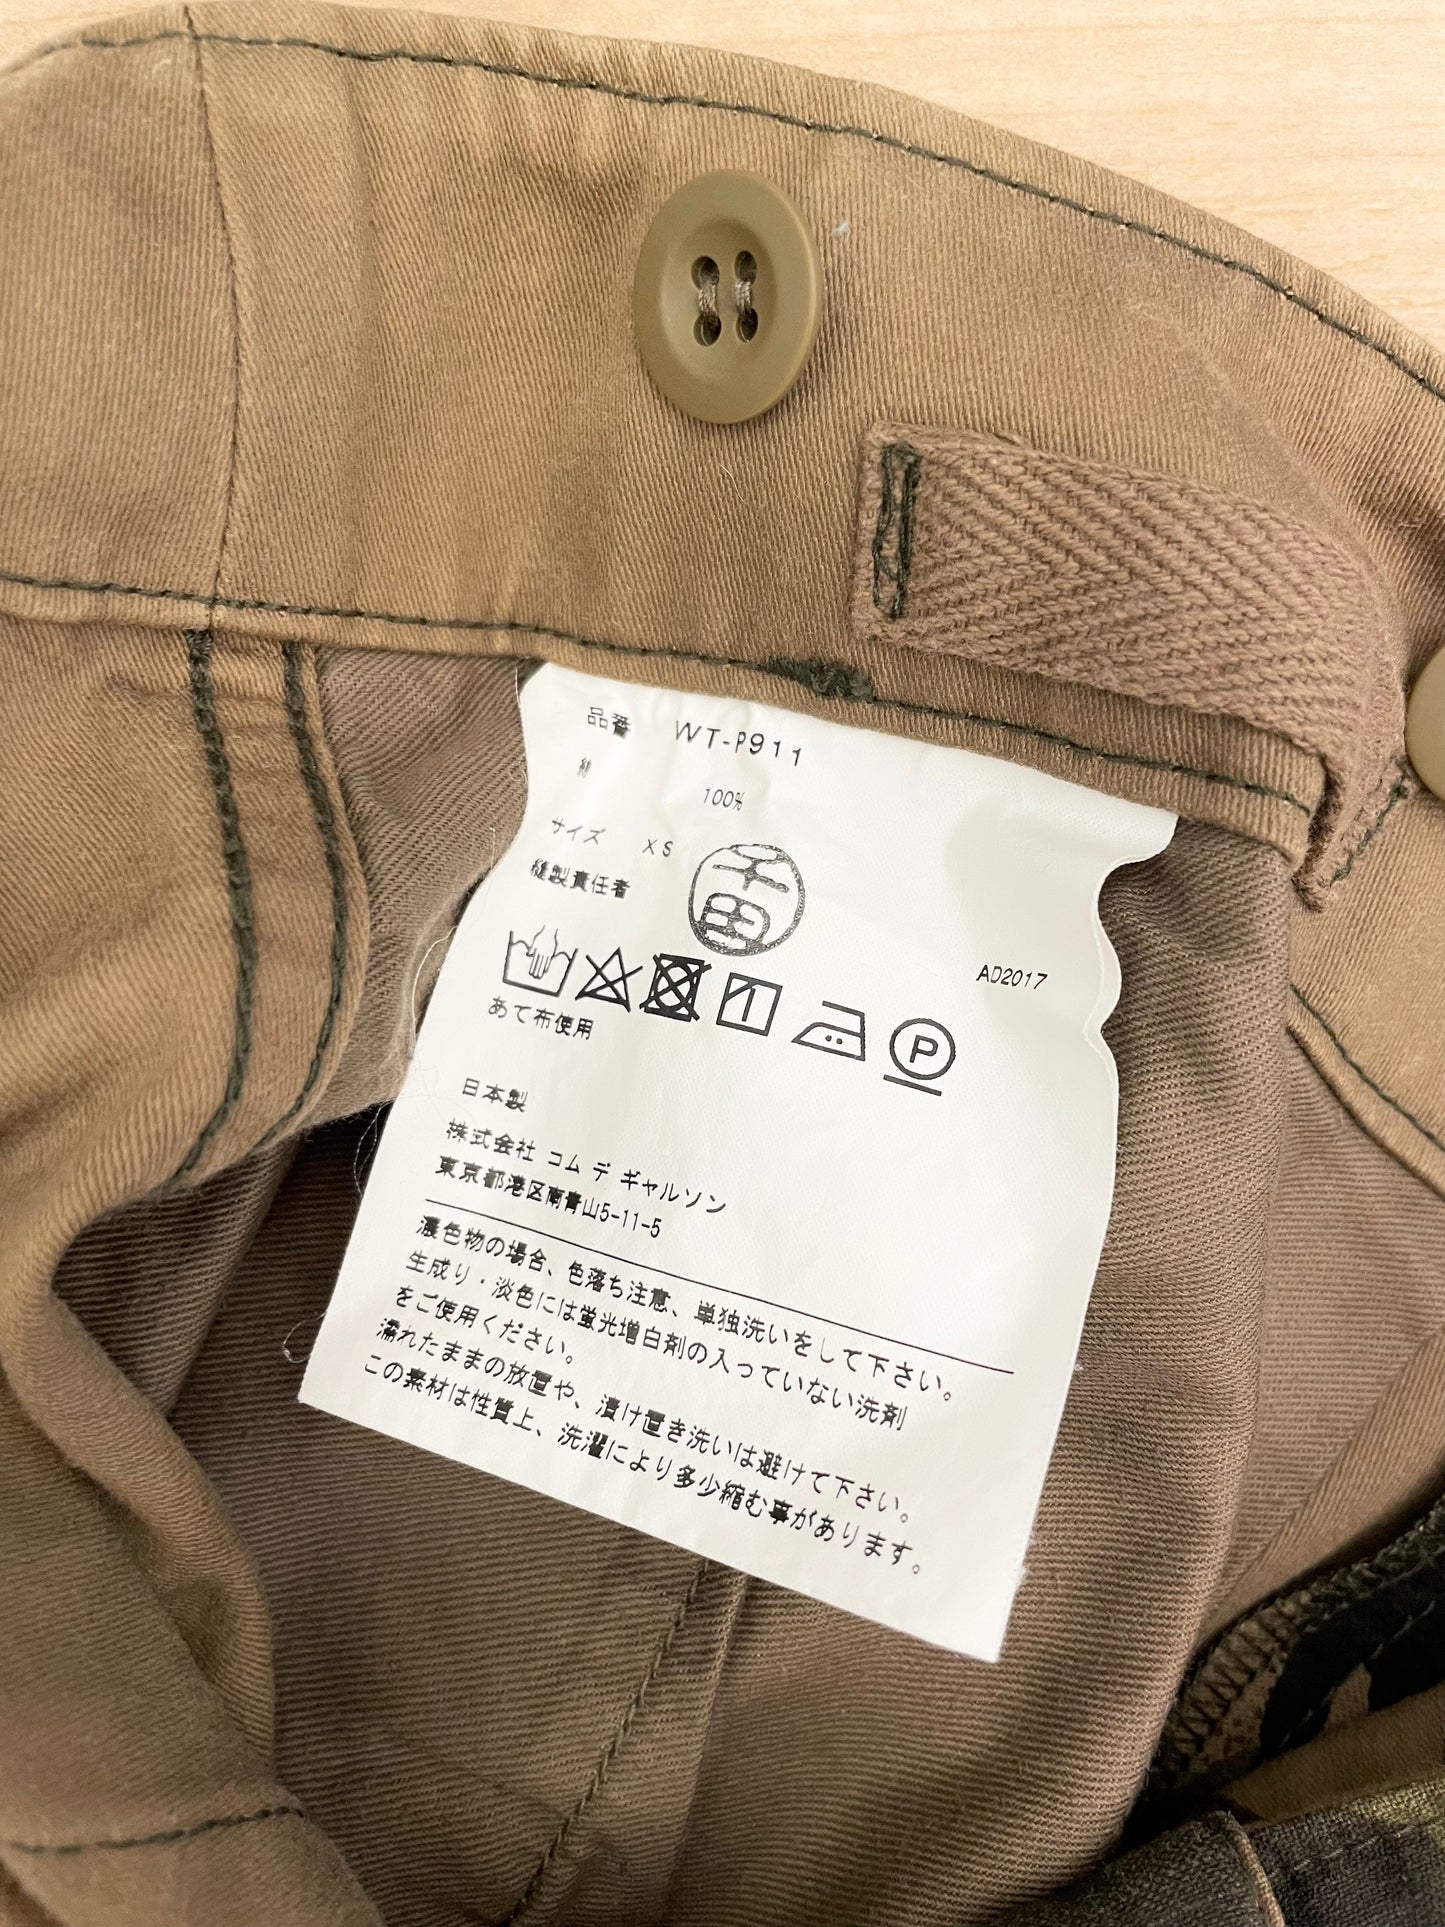 品番 WT-P911
綿 100%
サイズ XS
縫製責任者 千田
AD2017
P
あて布使用
日本製
株式会社 コム デ ギャルソン
東京都港区南青山5-11-5
濃色物の場合、色落ち注意、単独洗いをして下さい。
生成り・淡色には蛍光増白剤の入っていない洗剤
をご使用ください。
濡れたままの放置や、漬け置き洗いは避けて下さい。
この素材は性質上、洗濯により多少縮む事があります。